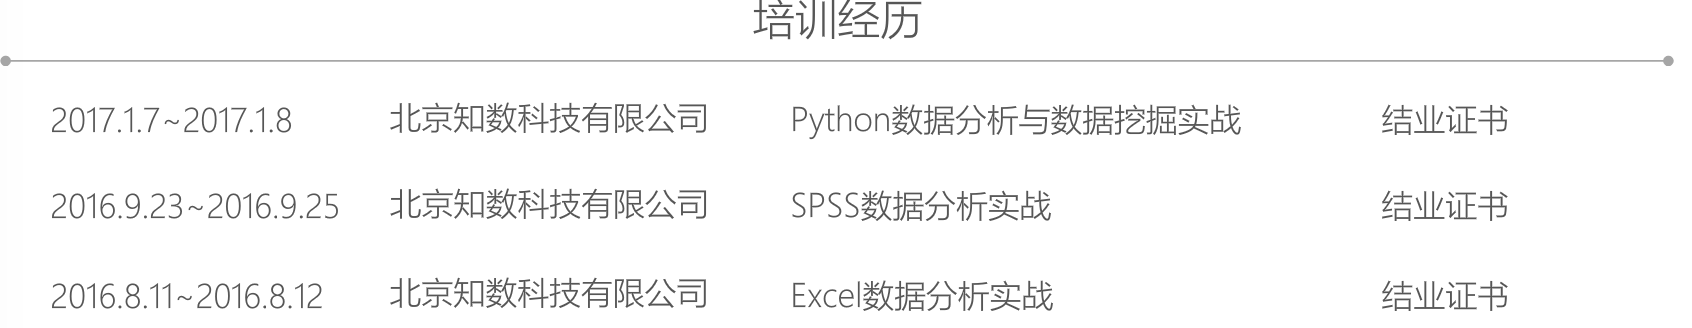 培训经历
2017.1.7~2017.1.8 北京知数科技有限公司 Python数据分析与数据挖掘实战 结业证书
2016.9.23~2016.9.25 北京知数科技有限公司 SPSS数据分析实战 结业证书
2016.8.11~2016.8.12 北京知数科技有限公司 Excel数据分析实战 结业证书